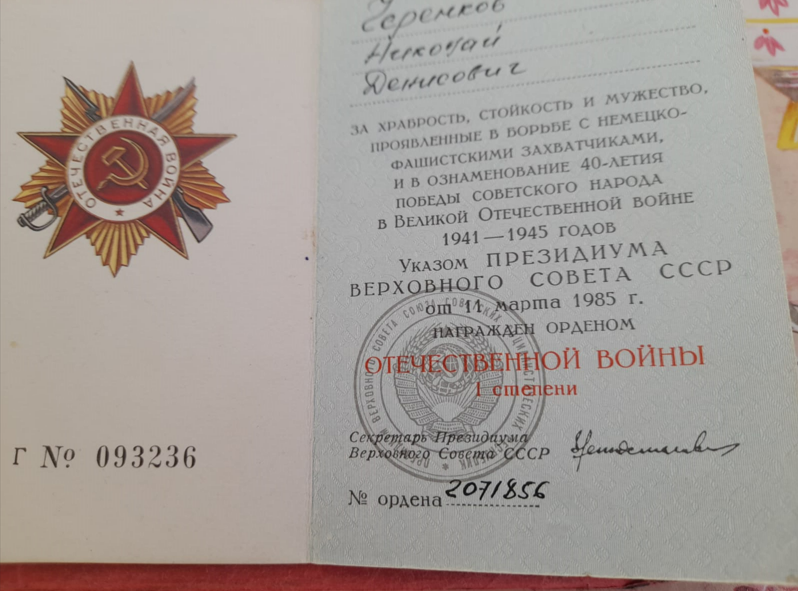 ОТЕЧЕСТВЕННАЯ ВОЙНА
Г № 093236
Черенков
Николай
Денисович
ЗА ХРАБРОСТЬ, СТОЙКОСТЬ И МУЖЕСТВО,
ПРОЯВЛЕННЫЕ В БОРЬБЕ С НЕМЕЦКО-
ФАШИСТСКИМИ ЗАХВАТЧИКАМИ,
И В ОЗНАМЕНОВАНИЕ 40-ЛЕТИЯ
ПОБЕДЫ СОВЕТСКОГО НАРОДА
В ВЕЛИКОЙ ОТЕЧЕСТВЕННОЙ ВОЙНЕ
1941—1945 ГОДОВ
УКАЗОМ ПРЕЗИДИУМА
ВЕРХОВНОГО СОВЕТА СССР
от 11 марта 1985 г.
НАГРАЖДЕН ОРДЕНОМ
ОТЕЧЕСТВЕННОЙ ВОЙНЫ
I степени
Секретарь Президиума
Верховного Совета СССР
№ ордена 2071856